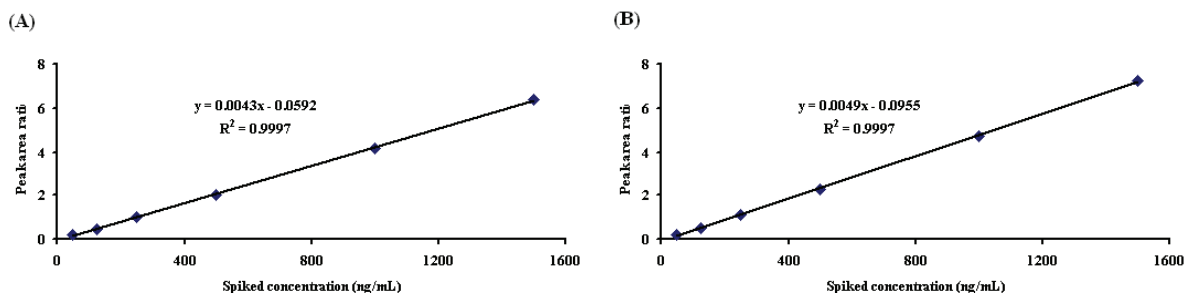 (A)
8
6
4
2
0
Peak area ratio
y = 0.0043x - 0.0592
R² = 0.9997
0 400 800 1200 1600
Spiked concentration (ng/mL)
(B)
8
6
4
2
0
Peak area ratio
y = 0.0049x - 0.0955
R² = 0.9997
0 400 800 1200 1600
Spiked concentration (ng/mL)